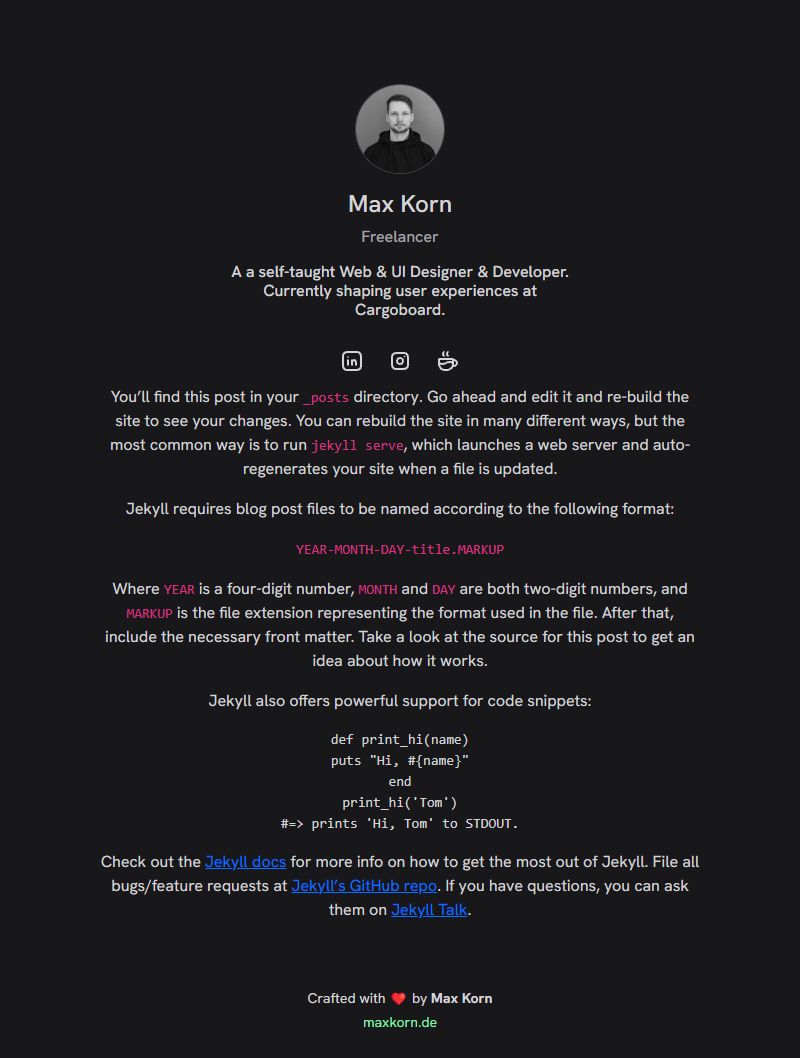 Max Korn
Freelancer
A a self-taught Web & UI Designer & Developer.
Currently shaping user experiences at
Cargoboard.
in
You’ll find this post in your _posts directory. Go ahead and edit it and re-build the
site to see your changes. You can rebuild the site in many different ways, but the
most common way is to run jekyll serve, which launches a web server and auto-
regenerates your site when a file is updated.
Jekyll requires blog post files to be named according to the following format:
YEAR-MONTH-DAY-title.MARKUP
Where YEAR is a four-digit number, MONTH and DAY are both two-digit numbers, and
MARKUP is the file extension representing the format used in the file. After that,
include the necessary front matter. Take a look at the source for this post to get an
idea about how it works.
Jekyll also offers powerful support for code snippets:
def print_hi(name)
puts "Hi, #{name}"
end
print_hi('Tom')
#=> prints 'Hi, Tom' to STDOUT.
Check out the Jekyll docs for more info on how to get the most out of Jekyll. File all
bugs/feature requests at Jekyll’s GitHub repo. If you have questions, you can ask
them on Jekyll Talk.
Crafted with ❤️ by Max Korn
maxkorn.de